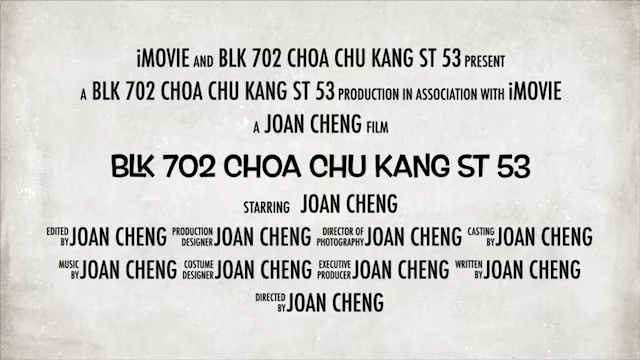 iMOVIE AND BLK 702 CHOA CHU KANG ST 53 PRESENT
A BLK 702 CHOA CHU KANG ST 53 PRODUCTION IN ASSOCIATION WITH iMOVIE
A JOAN CHENG FILM
BLK 702 CHOA CHU KANG ST 53
STARRING JOAN CHENG
EDITED BY JOAN CHENG PRODUCTION DESIGNER JOAN CHENG DIRECTOR OF PHOTOGRAPHY JOAN CHENG CASTING BY JOAN CHENG
MUSIC BY JOAN CHENG COSTUME DESIGNER JOAN CHENG EXECUTIVE PRODUCER JOAN CHENG WRITTEN BY JOAN CHENG
DIRECTED BY JOAN CHENG